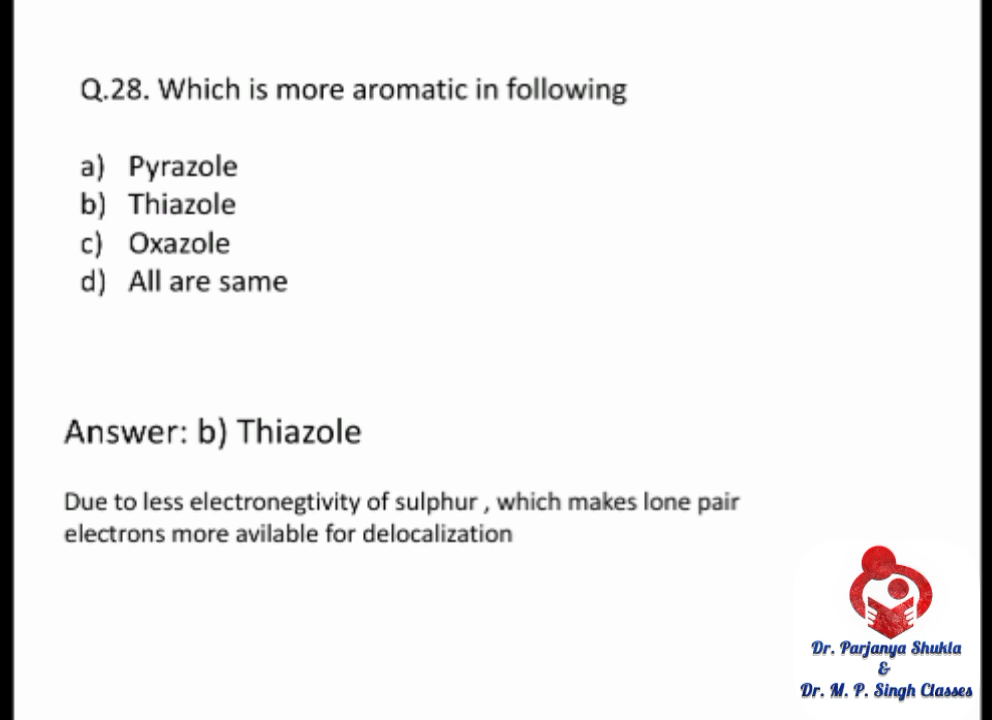 Q.28. Which is more aromatic in following
a) Pyrazole
b) Thiazole
c) Oxazole
d) All are same
Answer: b) Thiazole
Due to less electronegtivity of sulphur , which makes lone pair
electrons more avilable for delocalization
Dr. Parjanya Shukla
&
Dr. M. P. Singh Classes